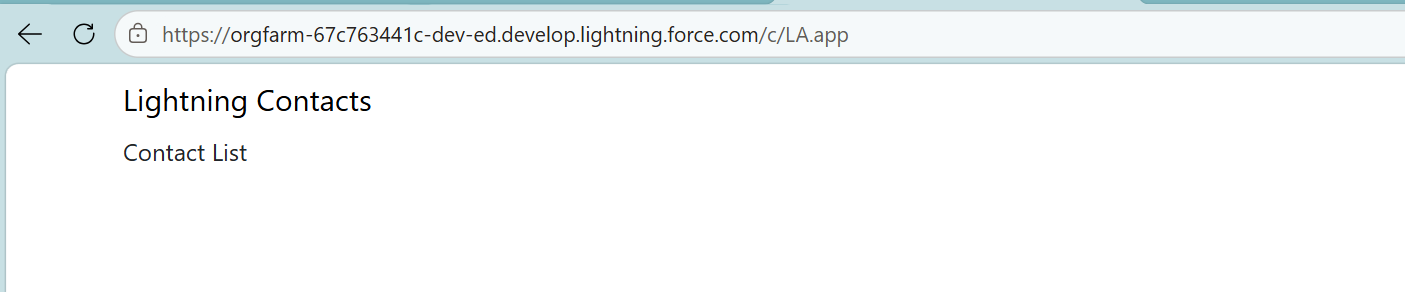 https://orgfarm-67c763441c-dev-ed.develop.lightning.force.com/c/LA.app
Lightning Contacts
Contact List